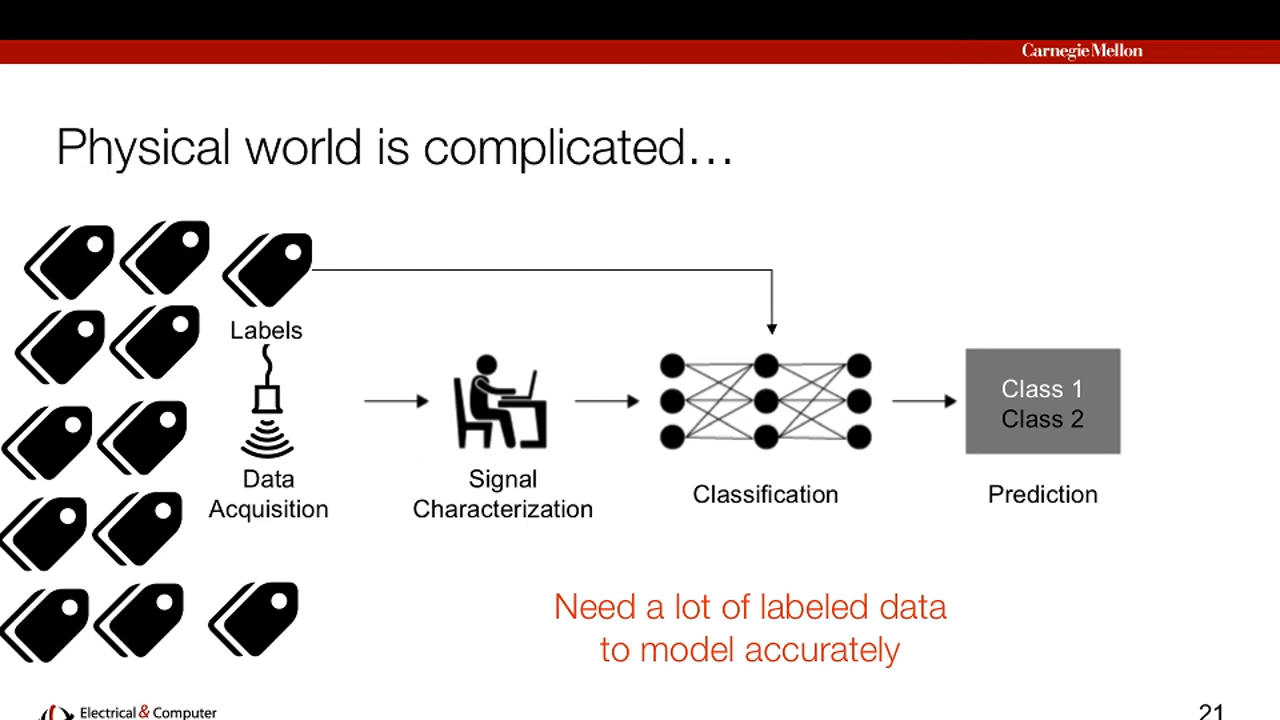 Carnegie Mellon
Physical world is complicated…
Labels
Class 1
Class 2
Data
Acquisition
Signal
Characterization
Classification
Prediction
Need a lot of labeled data
to model accurately
Electrical & Computer
21